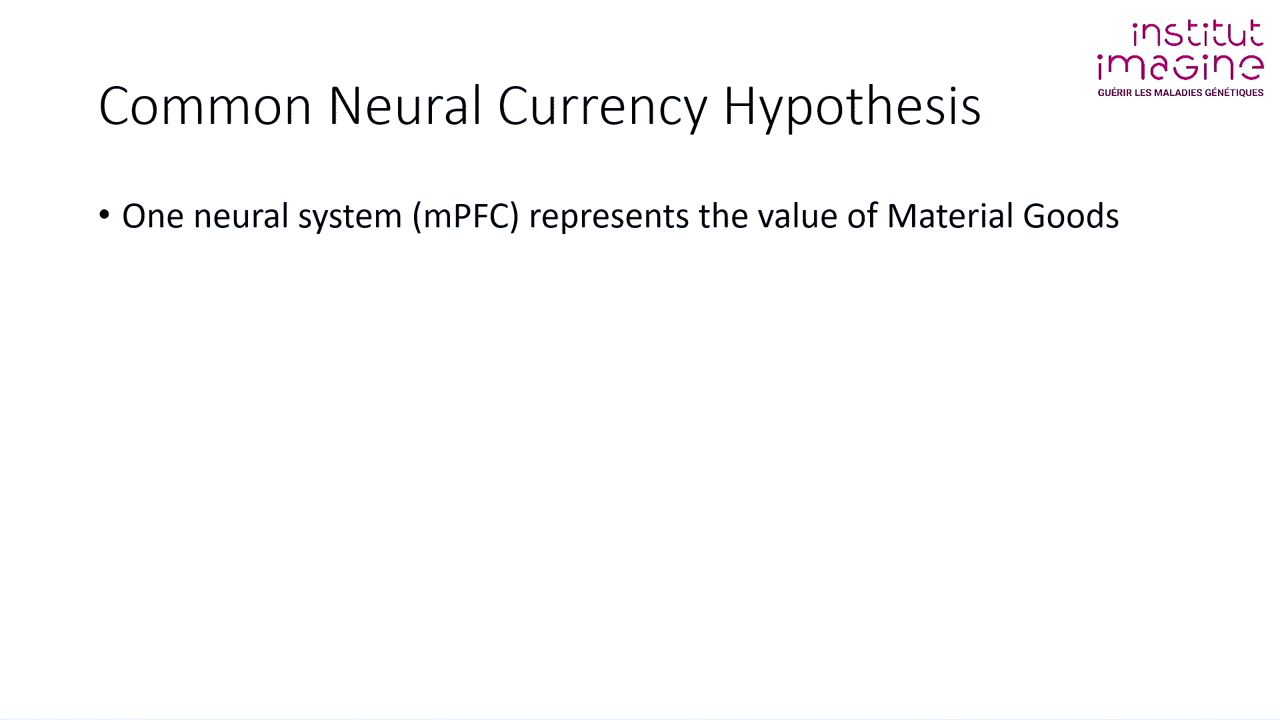 institut
imagine
GUÉRIR LES MALADIES GÉNÉTIQUES
Common Neural Currency Hypothesis
• One neural system (mPFC) represents the value of Material Goods